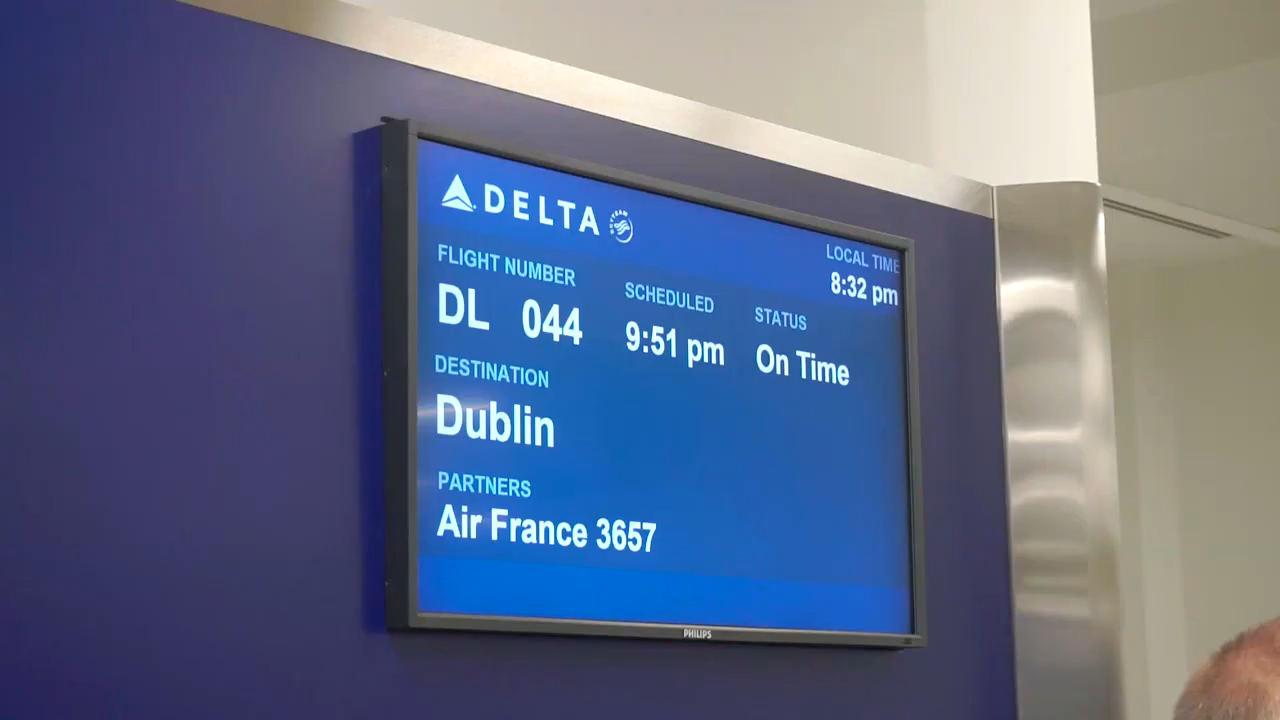 DELTA
SKYTEAM
LOCAL TIME
8:32 pm
FLIGHT NUMBER
SCHEDULED
STATUS
DL 044
9:51 pm
On Time
DESTINATION
Dublin
PARTNERS
Air France 3657
PHILIPS